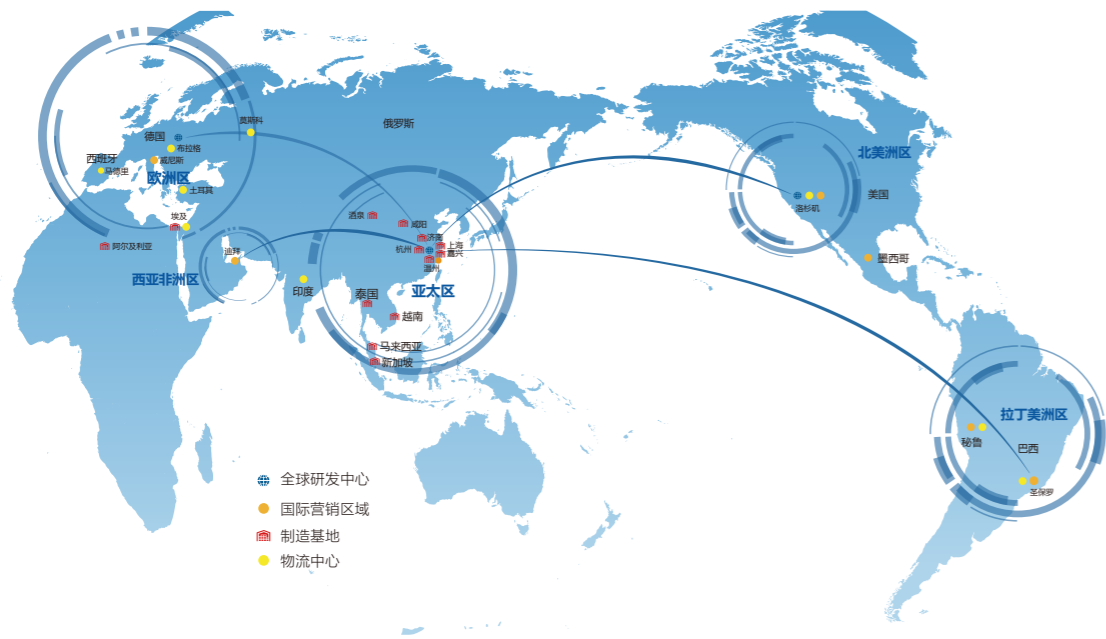 莫斯科
俄罗斯
德国
布拉格
西班牙
威尼斯
马德里
欧洲区
土耳其
埃及
阿尔及利亚
迪拜
西亚非洲区
印度
酒泉
咸阳
济南
杭州
上海
嘉兴
温州
泰国
亚太区
越南
马来西亚
新加坡
北美洲区
美国
洛杉矶
墨西哥
拉丁美洲区
秘鲁
巴西
圣保罗
全球研发中心
国际营销区域
制造基地
物流中心